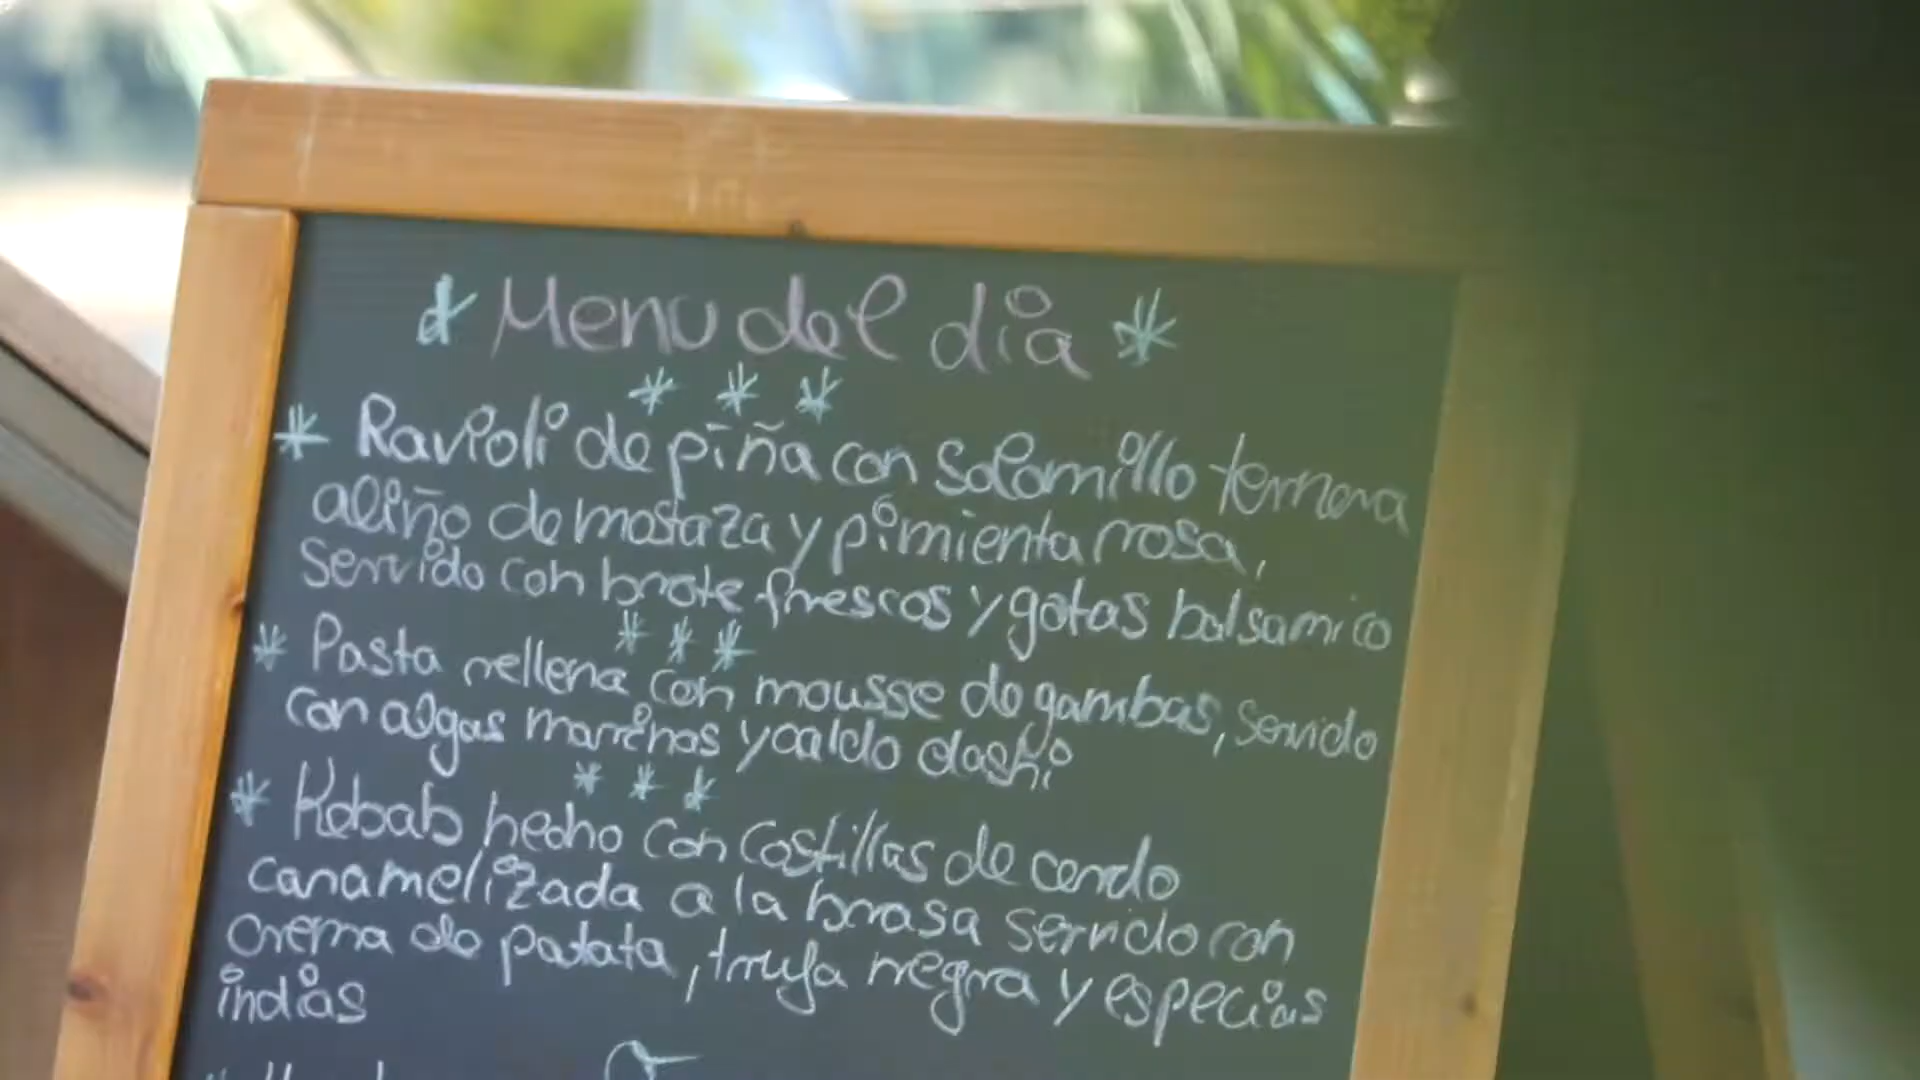 * Menu del dia *
* * *
* Ravioli de piña con solomillo ternera
aliño de mostaza y pimienta rosa,
servido con brote frescos y gotas balsamico
* * *
* Pasta rellena con mousse de gambas, servido
con algas marinas y caldo dashi
* * *
* Kebab hecho con costillas de cerdo
caramelizada a la brasa servido con
crema de patata, trufa negra y especias
indias